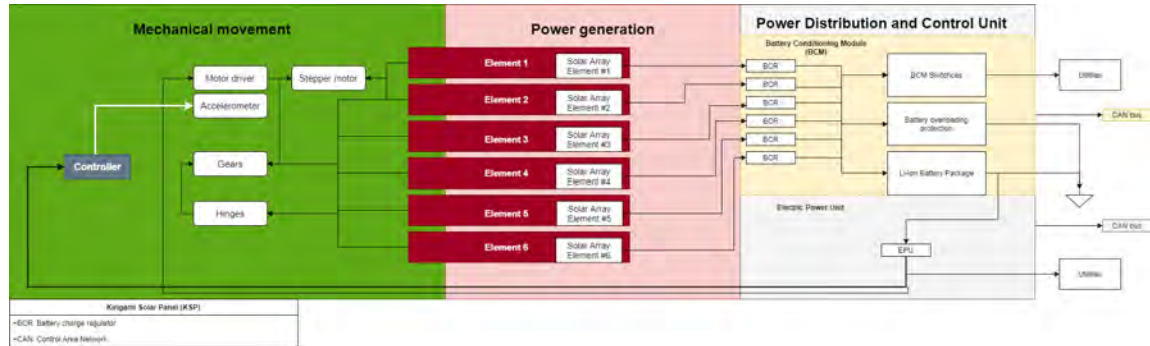 Mechanical movement
Power generation
Power Distribution and Control Unit
Battery Conditioning Module
(BCM)
Motor driver
Stepper motor
Accelerometer
Controller
Gears
Hinges
Element 1
Solar Array
Element #1
Element 2
Solar Array
Element #2
Element 3
Solar Array
Element #3
Element 4
Solar Array
Element #4
Element 5
Solar Array
Element #5
Element 6
Solar Array
Element #6
BCR
BCR
BCR
BCR
BCR
BCR
BCM Switches
Battery overloading
protection
Li-Ion Battery Package
Electric Power Unit
EPU
Utilities
CAN bus
CAN bus
Utilities
Kirigami Solar Panel (KSP)
•BCR: Battery charge regulator
•CAN: Control Area Network